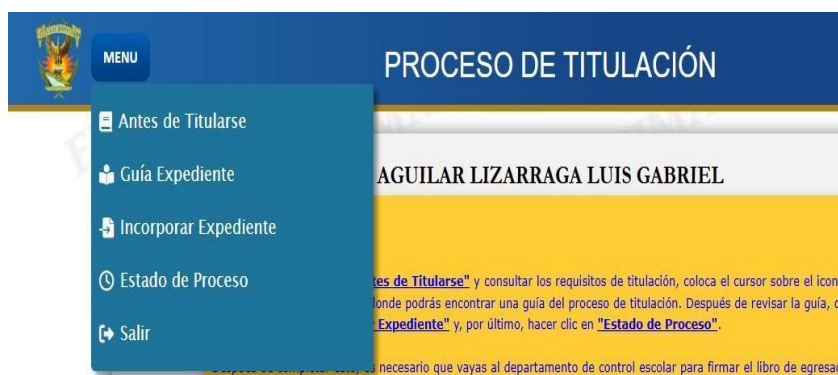 MENU
PROCESO DE TITULACIÓN
Antes de Titularse
Guía Expediente
Incorporar Expediente
Estado de Proceso
Salir
AGUILAR LIZARRAGA LUIS GABRIEL
tes de Titularse" y consultar los requisitos de titulación, coloca el cursor sobre el icon
donde podrás encontrar una guía del proceso de titulación. Después de revisar la guía,
Expediente" y, por último, hacer clic en "Estado de Proceso".
necesario que vayas al departamento de control escolar para firmar el libro de egresa